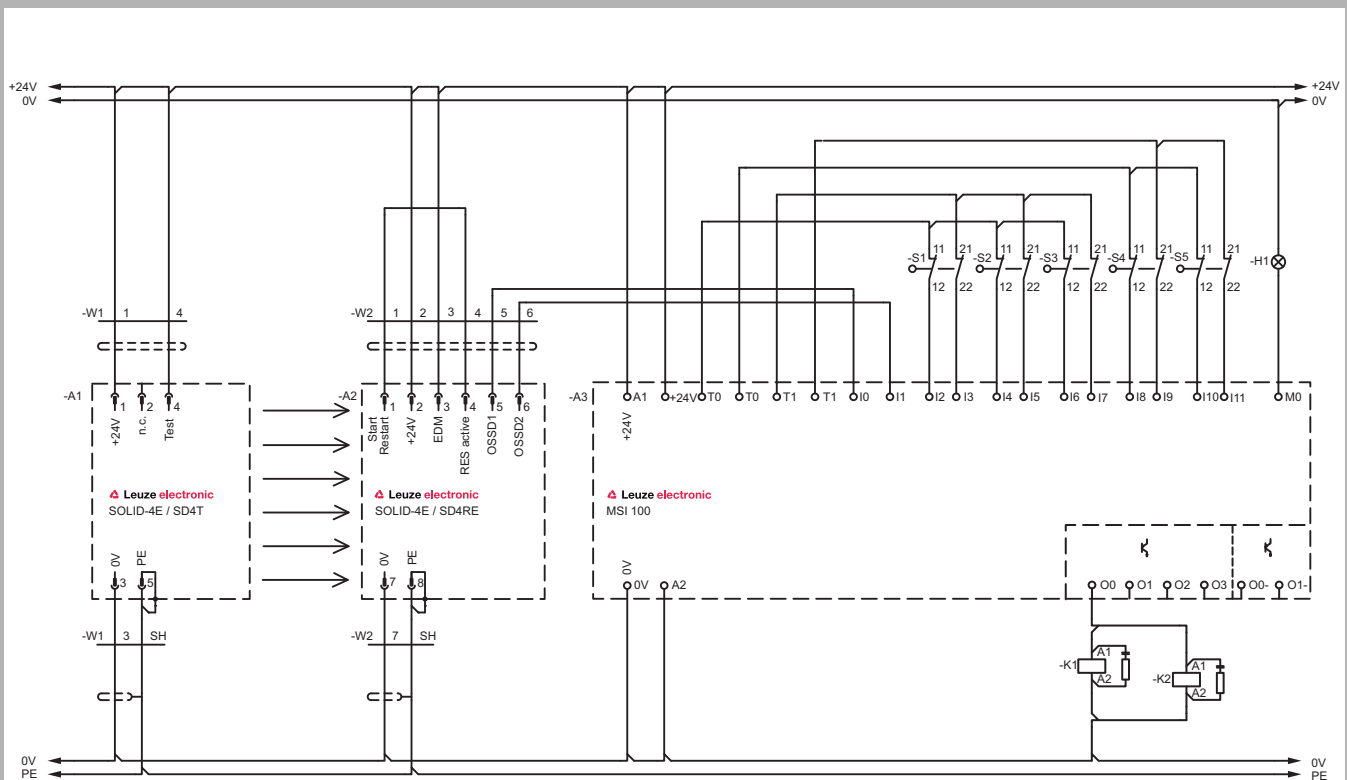 +24V +24V
0V 0V
11 21 11 21 11 21 11 21 11 21
-S1 -S2 -S3 -S4 -S5 -H1
12 22 12 22 12 22 12 22 12 22
-W1 1 4 -W2 1 2 3 4 5 6
-A1 -A2 -A3
1 2 4 1 2 3 4 5 6 A1 +24V T0 T0 T1 T1 I0 I1 I2 I3 I4 I5 I6 I7 I8 I9 I10 I11 M0
+24V n.c. Test Start Restart +24V EDM RES active OSSD1 OSSD2 +24V
Leuze electronic Leuze electronic Leuze electronic
SOLID-4E / SD4T SOLID-4E / SD4RE MSI 100
0V PE 0V PE 0V
3 5 7 8 0V A2 O0 O1 O2 O3 O0- O1-
-W1 3 SH -W2 7 SH
-K1 A1 A2 -K2 A1 A2
0V 0V
PE PE